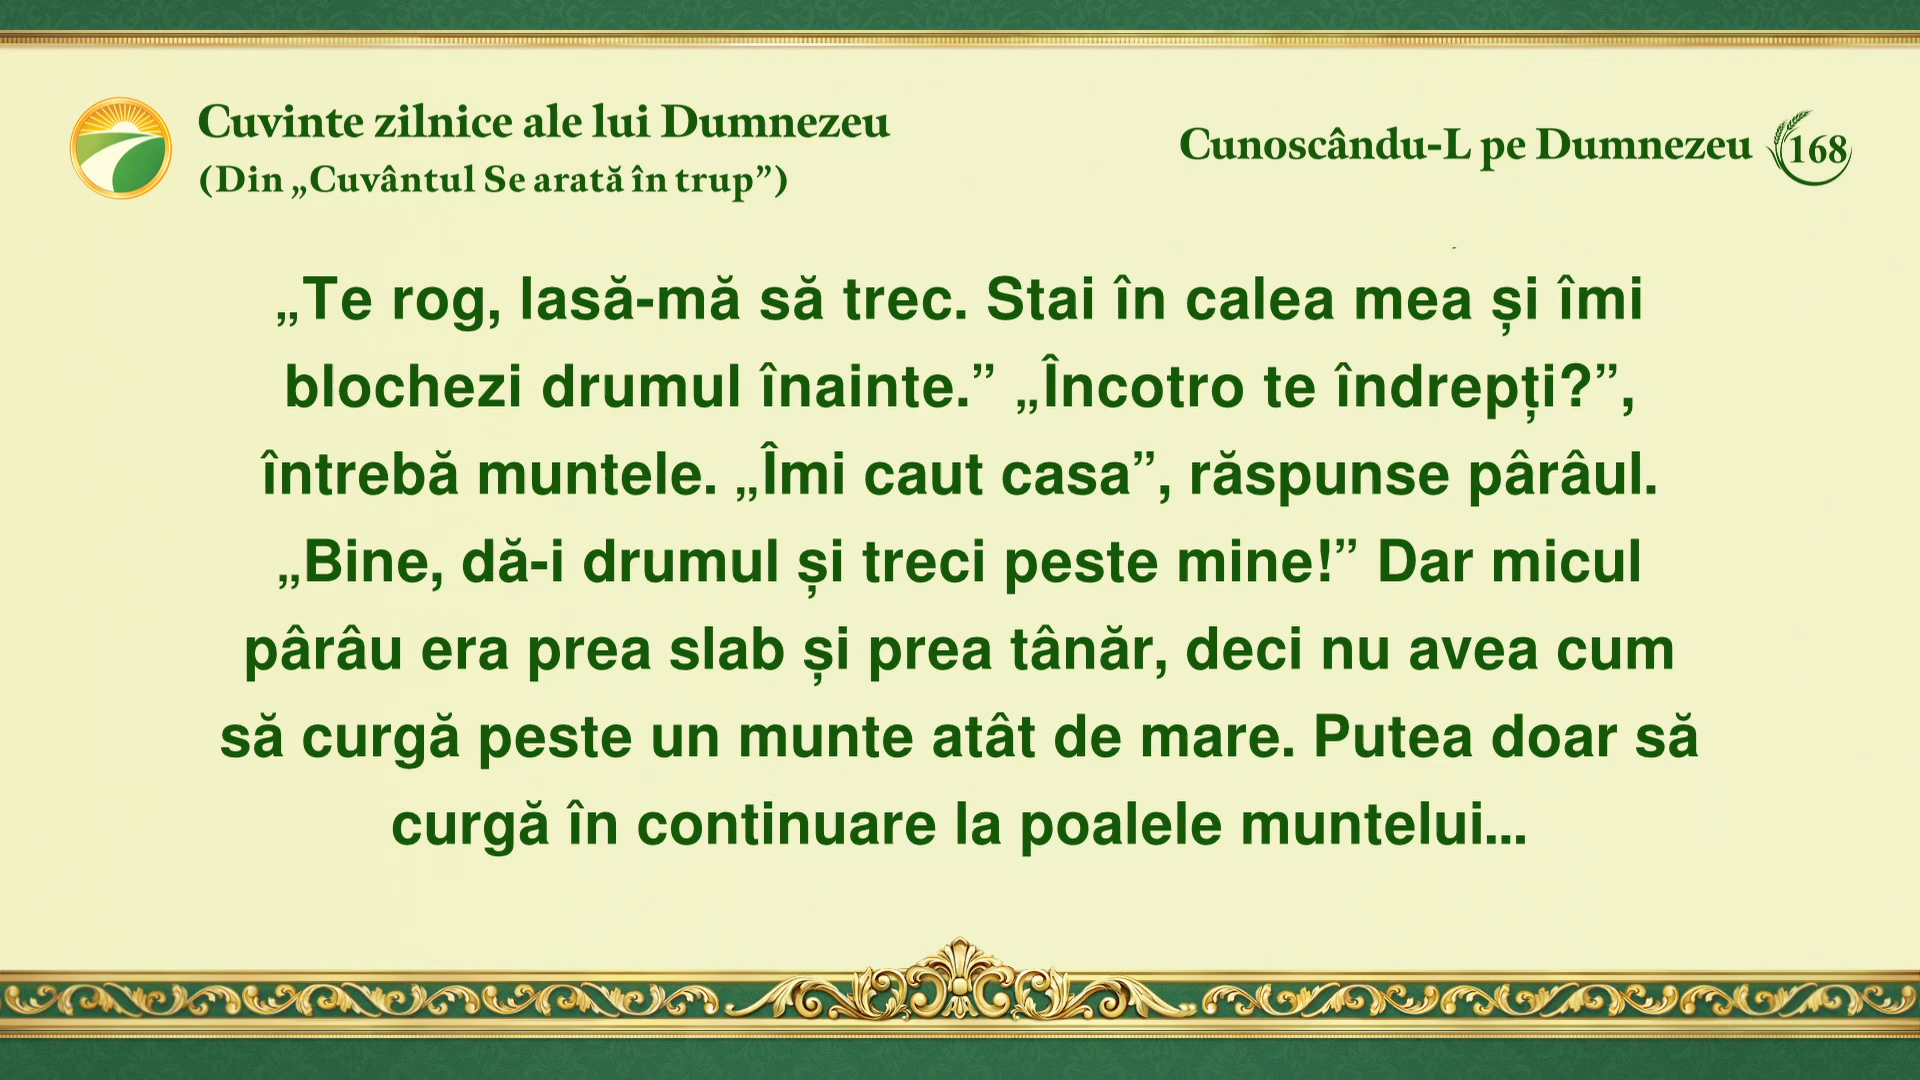 Cuvinte zilnice ale lui Dumnezeu
(Din „Cuvântul Se arată în trup”)
Cunoscându-L pe Dumnezeu 168
„Te rog, lasă-mă să trec. Stai în calea mea și îmi
blochezi drumul înainte.” „Încotro te îndrepți?”,
întrebă muntele. „Îmi caut casa”, răspunse pârâul.
„Bine, dă-i drumul și treci peste mine!” Dar micul
pârâu era prea slab și prea tânăr, deci nu avea cum
să curgă peste un munte atât de mare. Putea doar să
curgă în continuare la poalele muntelui...